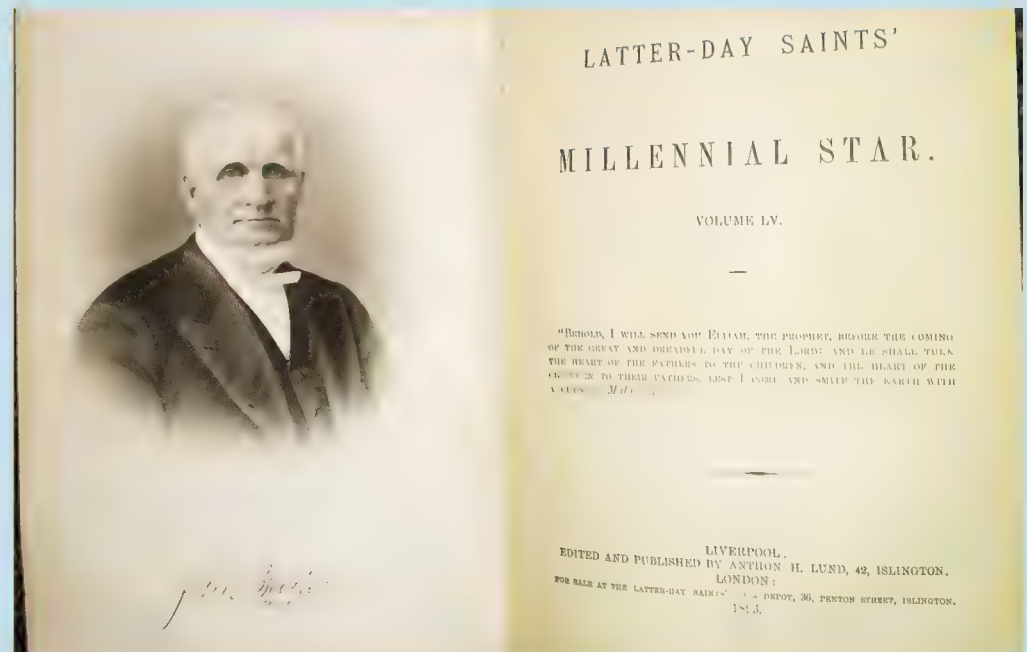 LATTER-DAY SAINTS'
MILLENNIAL STAR.
VOLUME LV.
"BEHOLD, I WILL SEND YOU ELIJAH, THE PROPHET, BEFORE THE COMING
OF THE GREAT AND DREADFUL DAY OF THE LORD: AND HE SHALL TURN
THE HEART OF THE FATHERS TO THE CHILDREN, AND THE HEART OF THE
TO THEIR FATHERS, LEST I COME AND SMITE THE EARTH WITH
LIVERPOOL.
EDITED AND PUBLISHED BY ANTHON H. LUND, 42, ISLINGTON.
LONDON:
FOR SALE AT THE LATTER-DAY SAINTS' DEPOT, 36, PENTON STREET, ISLINGTON.